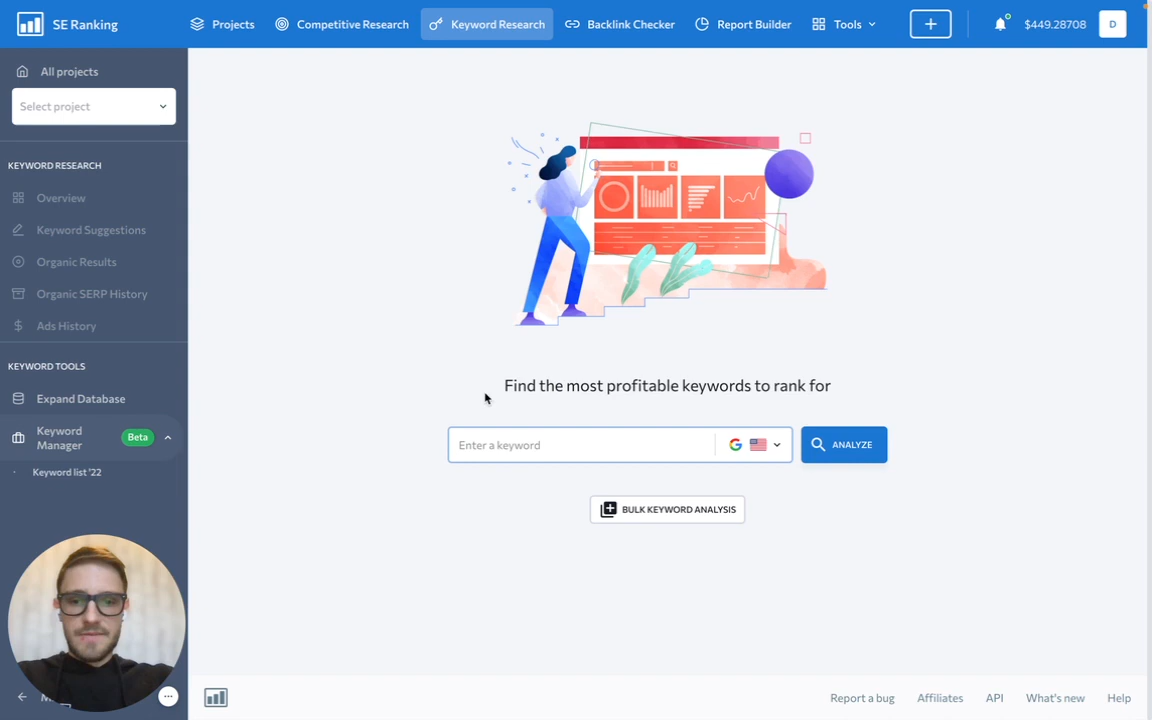 SE Ranking
Projects
Competitive Research
Keyword Research
Backlink Checker
Report Builder
Tools
$449.28708
D
All projects
Select project
KEYWORD RESEARCH
Overview
Keyword Suggestions
Organic Results
Organic SERP History
Ads History
KEYWORD TOOLS
Expand Database
Keyword
Manager
Beta
Keyword list '22
Find the most profitable keywords to rank for
Enter a keyword
ANALYZE
BULK KEYWORD ANALYSIS
Report a bug
Affiliates
API
What's new
Help